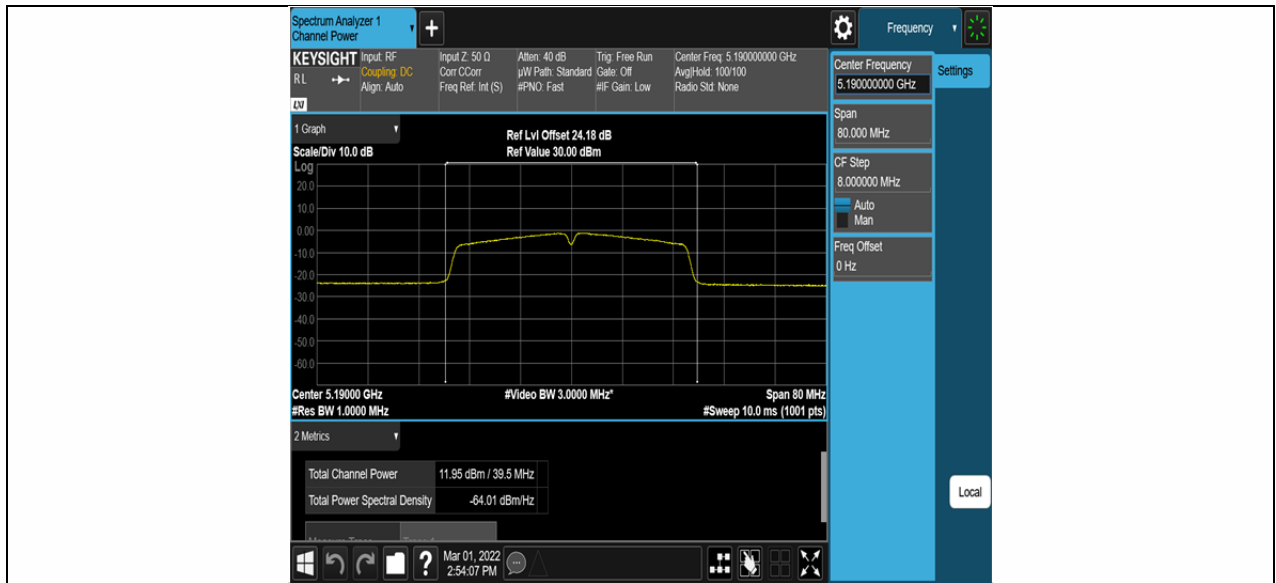 Spectrum Analyzer 1
Channel Power
+
Frequency
KEYSIGHT
RL
LXI
Input: RF
Coupling: DC
Align: Auto
Input Z: 50 Ω
Corr CCorr
Freq Ref: Int (S)
Atten: 40 dB
µW Path: Standard
#PNO: Fast
Trig: Free Run
Gate: Off
#IF Gain: Low
Center Freq: 5.190000000 GHz
Avg|Hold: 100/100
Radio Std: None
Center Frequency
5.190000000 GHz
Settings
Span
80.000 MHz
CF Step
8.000000 MHz
Auto
Man
Freq Offset
0 Hz
Local
1 Graph
Scale/Div 10.0 dB
Ref Lvl Offset 24.18 dB
Ref Value 30.00 dBm
Log
20.0
10.0
0.00
-10.0
-20.0
-30.0
-40.0
-50.0
-60.0
Center 5.19000 GHz
#Video BW 3.0000 MHz*
Span 80 MHz
#Res BW 1.0000 MHz
#Sweep 10.0 ms (1001 pts)
2 Metrics
Total Channel Power 11.95 dBm / 39.5 MHz
Total Power Spectral Density -64.01 dBm/Hz
?
Mar 01, 2022
2:54:07 PM